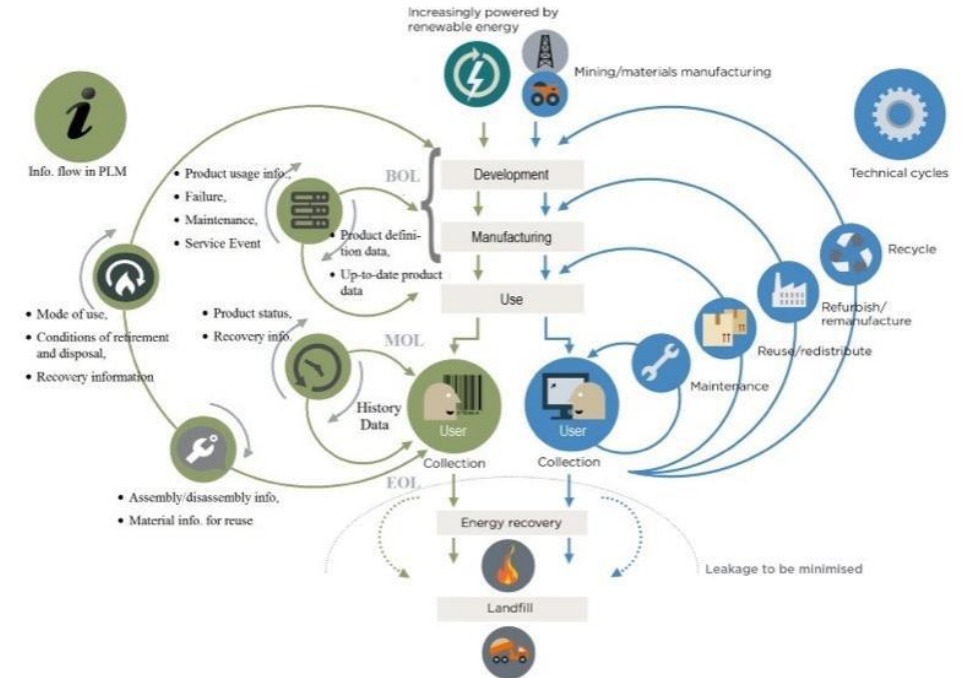 Increasingly powered by
renewable energy
Mining/materials manufacturing
Info. flow in PLM
Technical cycles
• Product usage info.,
• Failure,
• Maintenance,
• Service Event
BOL
Development
• Product defini-
tion data,
• Up-to-date product
data
Manufacturing
Recycle
Use
Refurbish/
remanufacture
• Mode of use,
• Conditions of retirement
and disposal,
• Recovery information
• Product status,
• Recovery info.
MOL
Reuse/redistribute
Maintenance
History
Data
User
User
Collection
Collection
EOL
• Assembly/disassembly info,
• Material info. for reuse
Energy recovery
Leakage to be minimised
Landfill